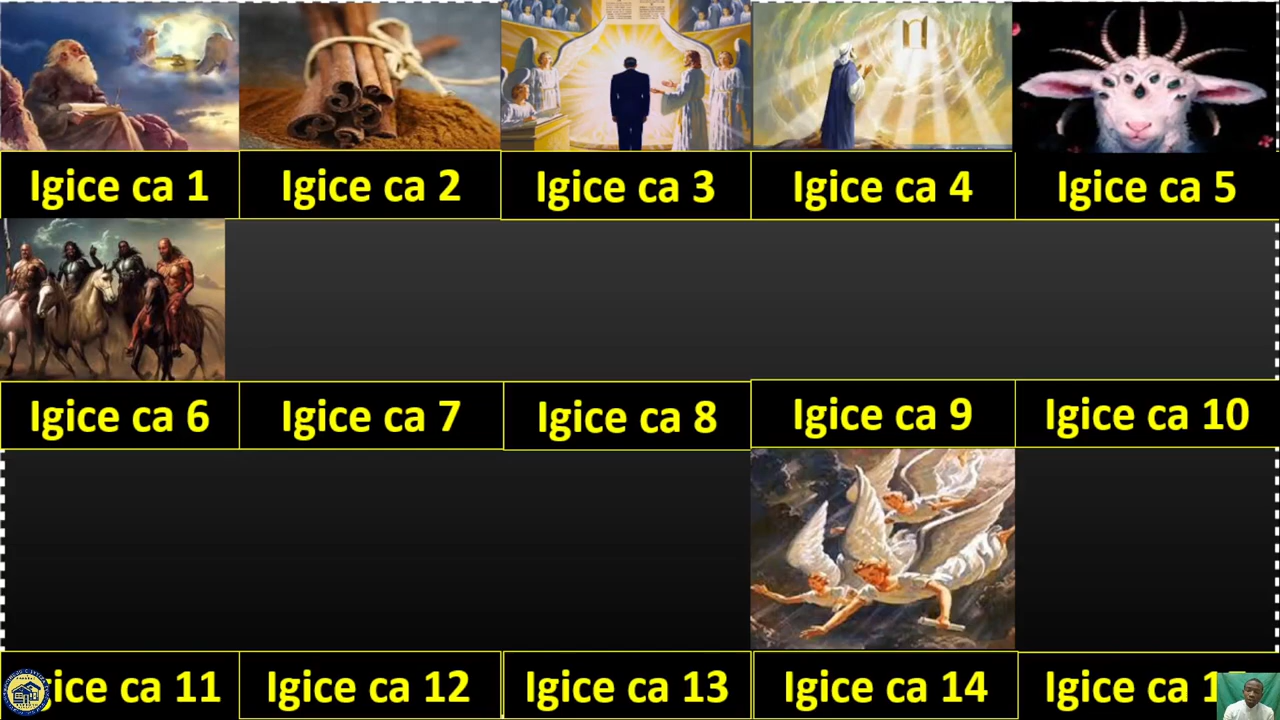 Igice ca 1
Igice ca 2
Igice ca 3
Igice ca 4
Igice ca 5
Igice ca 6
Igice ca 7
Igice ca 8
Igice ca 9
Igice ca 10
ice ca 11
Igice ca 12
Igice ca 13
Igice ca 14
Igice ca 1